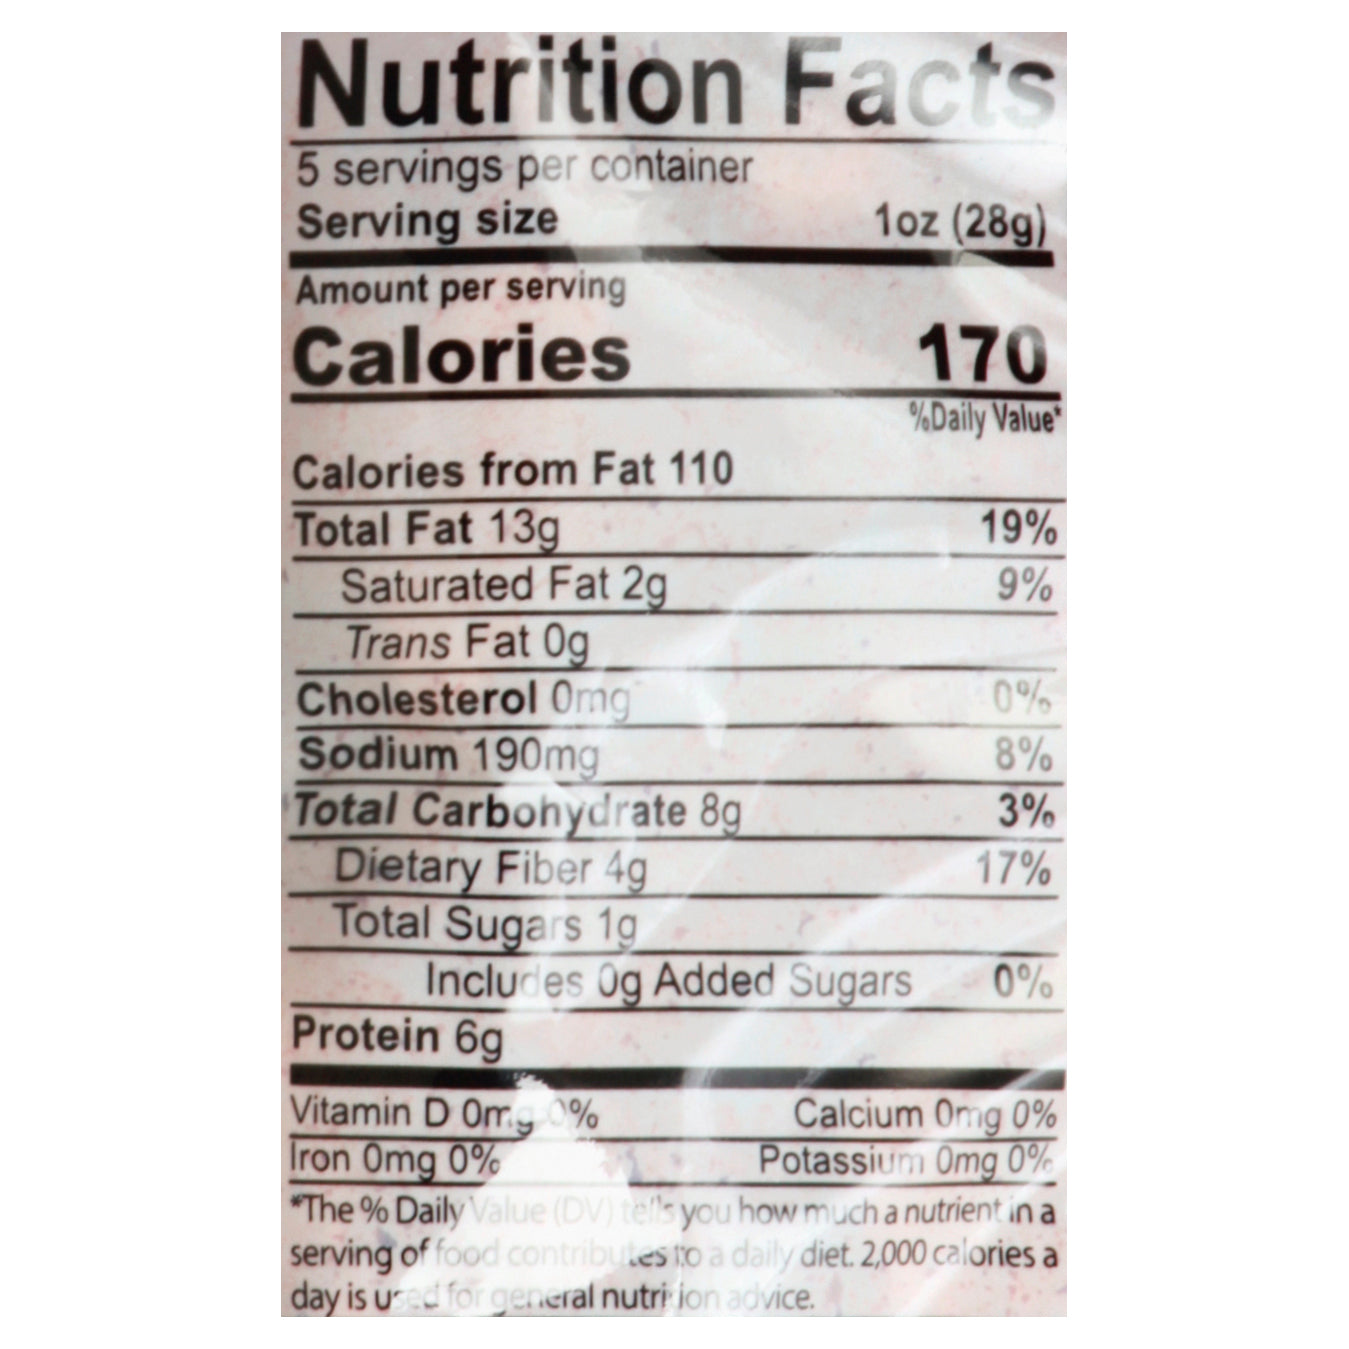 Nutrition Facts
5 servings per container
Serving size 1oz (28g)
Amount per serving
Calories 170
%Daily Value*
Calories from Fat 110
Total Fat 13g 19%
Saturated Fat 2g 9%
Trans Fat 0g
Cholesterol 0mg 0%
Sodium 190mg 8%
Total Carbohydrate 8g 3%
Dietary Fiber 4g 17%
Total Sugars 1g
Includes 0g Added Sugars 0%
Protein 6g
Vitamin D 0mg 0% Calcium 0mg 0%
Iron 0mg 0% Potassium 0mg 0%
*The % Daily Value (DV) tells you how much a nutrient in a
serving of food contributes to a daily diet. 2,000 calories a
day is used for general nutrition advice.